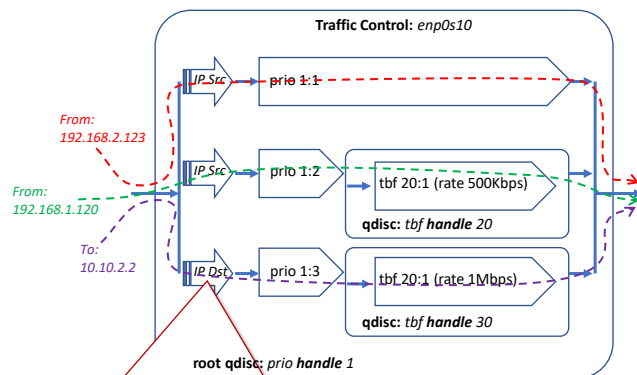 Traffic Control: enp0s10
IP Src
prio 1:1
From:
192.168.2.123
IP Src
prio 1:2
tbf 20:1 (rate 500Kbps)
From:
192.168.1.120
qdisc: tbf handle 20
To:
10.10.2.2
IP Dst
prio 1:3
tbf 20:1 (rate 1Mbps)
qdisc: tbf handle 30
root qdisc: prio handle 1